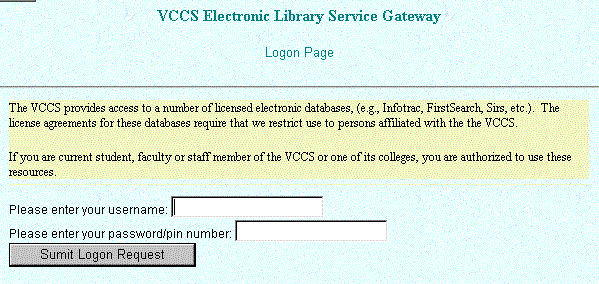 VCCS Electronic Library Service Gateway
Logon Page
The VCCS provides access to a number of licensed electronic databases, (e.g., Infotrac, FirstSearch, Sirs, etc.). The
license agreements for these databases require that we restrict use to persons affiliated with the the VCCS.
If you are current student, faculty or staff member of the VCCS or one of its colleges, you are authorized to use these
resources.
Please enter your username:
Please enter your password/pin number:
Sumit Logon Request